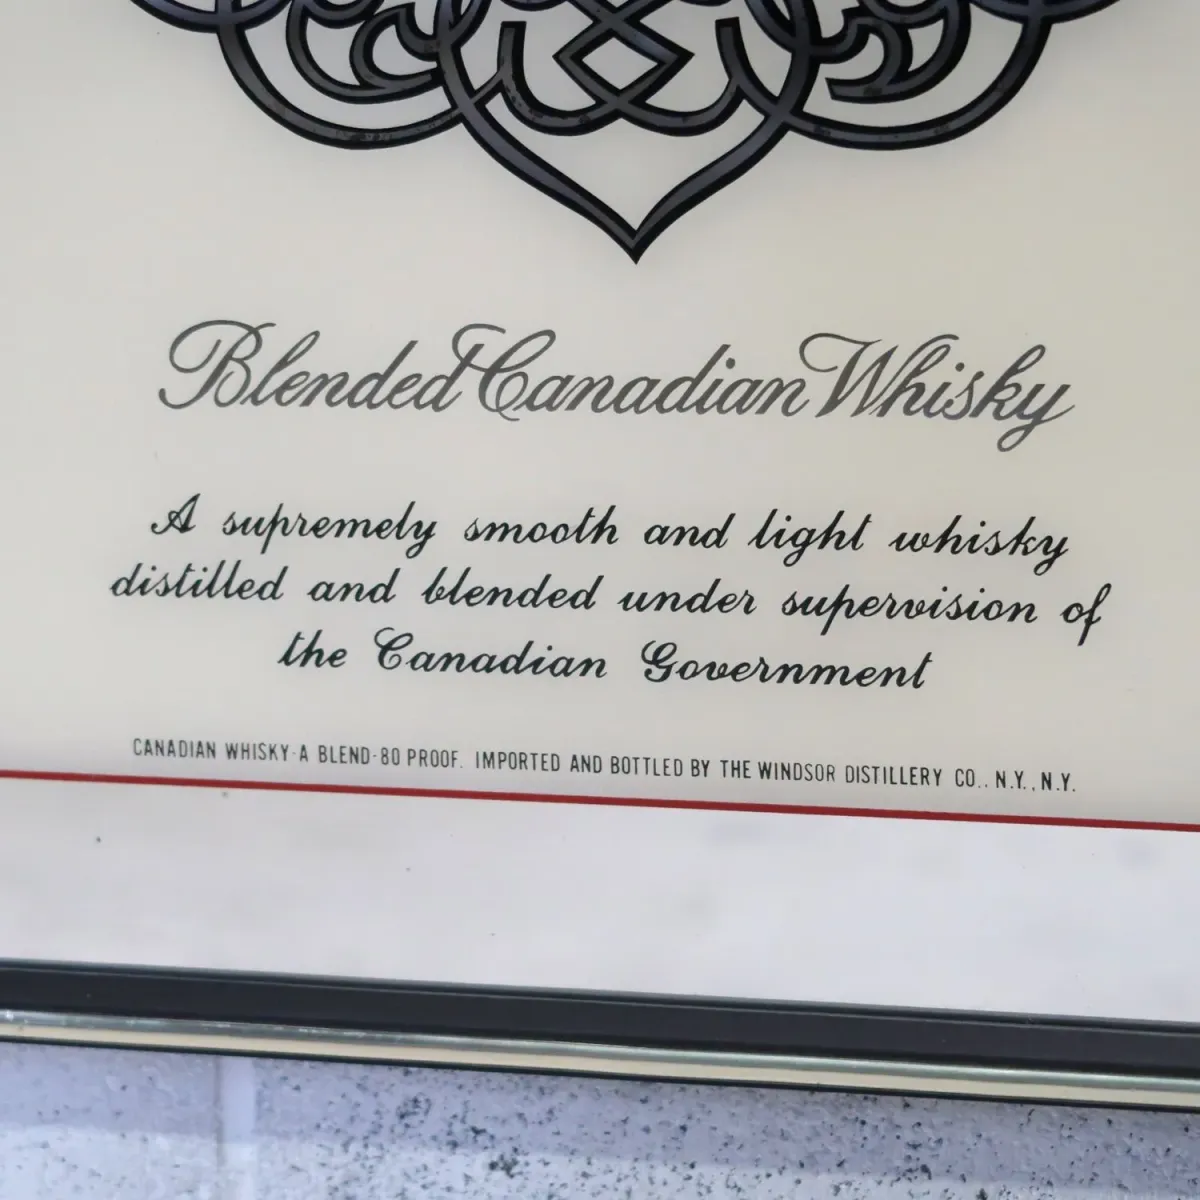 Blended Canadian Whisky
A supremely smooth and light whisky
distilled and blended under supervision of
the Canadian Government
CANADIAN WHISKY-A BLEND-80 PROOF. IMPORTED AND BOTTLED BY THE WINDSOR DISTILLERY CO., N.Y., N.Y.